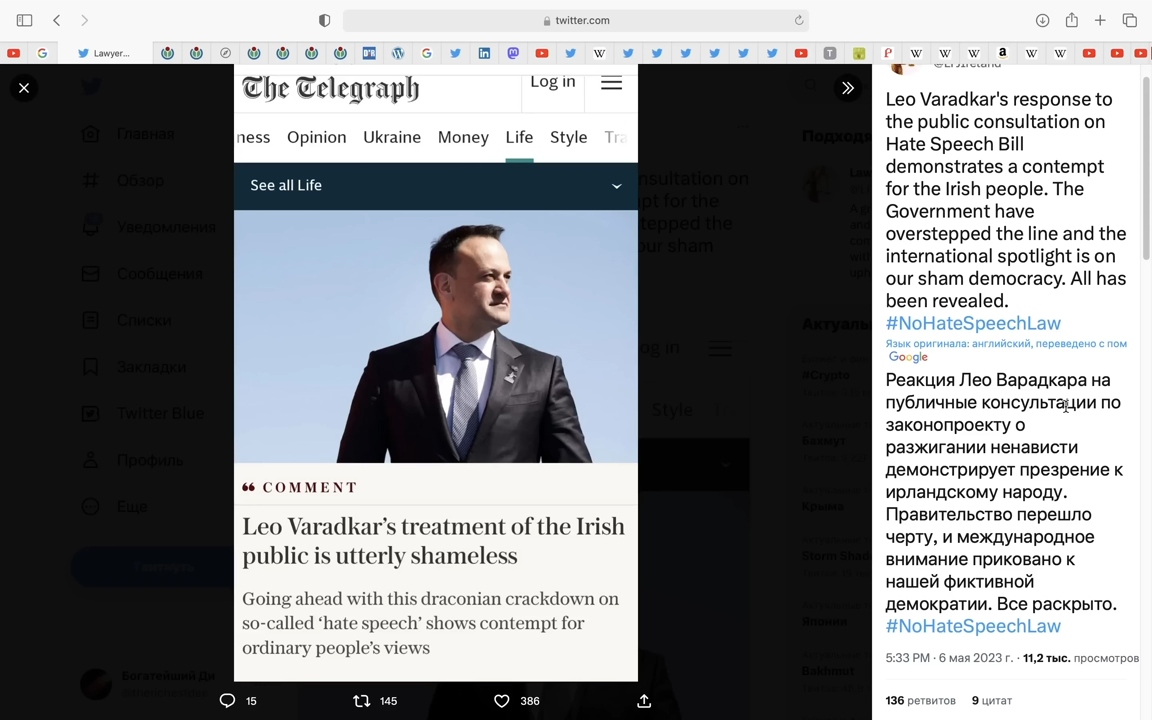 twitter.com
Lawyer...
The Telegraph
Log in
ness Opinion Ukraine Money Life Style Tra
See all Life
COMMENT
Leo Varadkar's treatment of the Irish
public is utterly shameless
Going ahead with this draconian crackdown on
so-called 'hate speech' shows contempt for
ordinary people's views
15 145 386
Leo Varadkar's response to
the public consultation on
Hate Speech Bill
demonstrates a contempt
for the Irish people. The
Government have
overstepped the line and the
international spotlight is on
our sham democracy. All has
been revealed.
#NoHateSpeechLaw
Язык оригинала: английский, переведено с пом
Google
Реакция Лео Варадкара на
публичные консультации по
законопроекту о
разжигании ненависти
демонстрирует презрение к
ирландскому народу.
Правительство перешло
черту, и международное
внимание приковано к
нашей фиктивной
демократии. Все раскрыто.
#NoHateSpeechLaw
5:33 PM · 6 мая 2023 г. · 11,2 тыс. просмотров
136 ретвитов 9 цитат
Главная
Обзор
Уведомления
Сообщения
Списки
Закладки
Twitter Blue
Профиль
Еще
Твитнуть
Богатейший Ди
#Crypto
Бахмут
Крыма
Storm Shad
Япония
Bakhmut